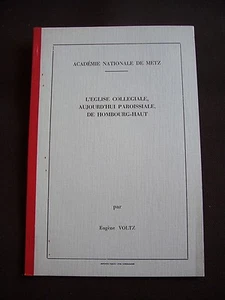 ACADÉMIE NATIONALE DE METZ
L'EGLISE COLLEGIALE,
AUJOURD'HUI PAROISSIALE,
DE HOMBOURG-HAUT
par
Eugène VOLTZ